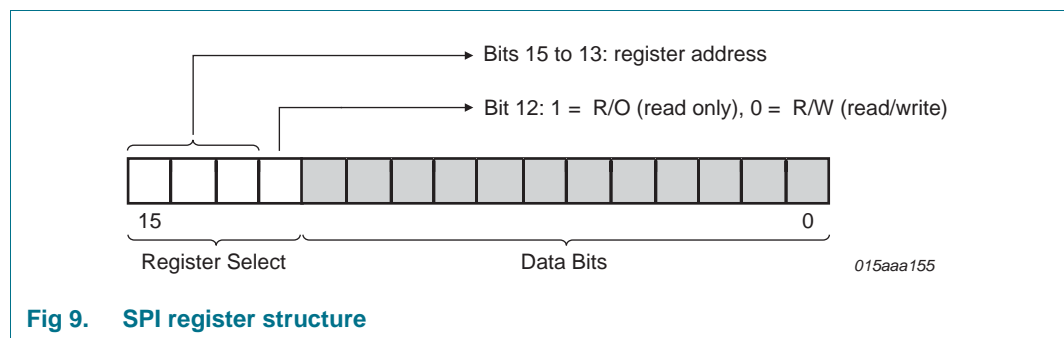 Bits 15 to 13: register address
Bit 12: 1 = R/O (read only), 0 = R/W (read/write)
15 0
Register Select Data Bits
015aaa155
Fig 9. SPI register structure